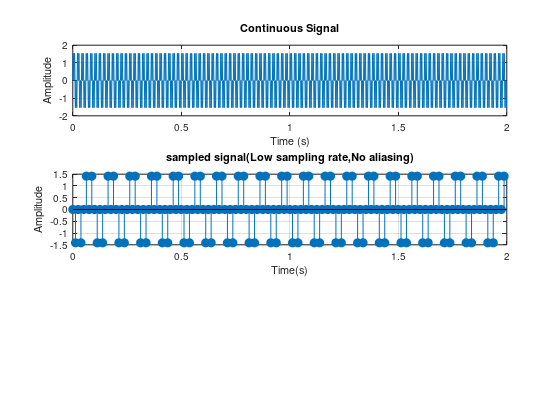 Continuous Signal
2
1
0
-1
-2
Amplitude
0 0.5 1 1.5 2
Time (s)
sampled signal(Low sampling rate,No aliasing)
1.5
1
0.5
0
-0.5
-1
-1.5
Amplitude
0 0.5 1 1.5 2
Time(s)